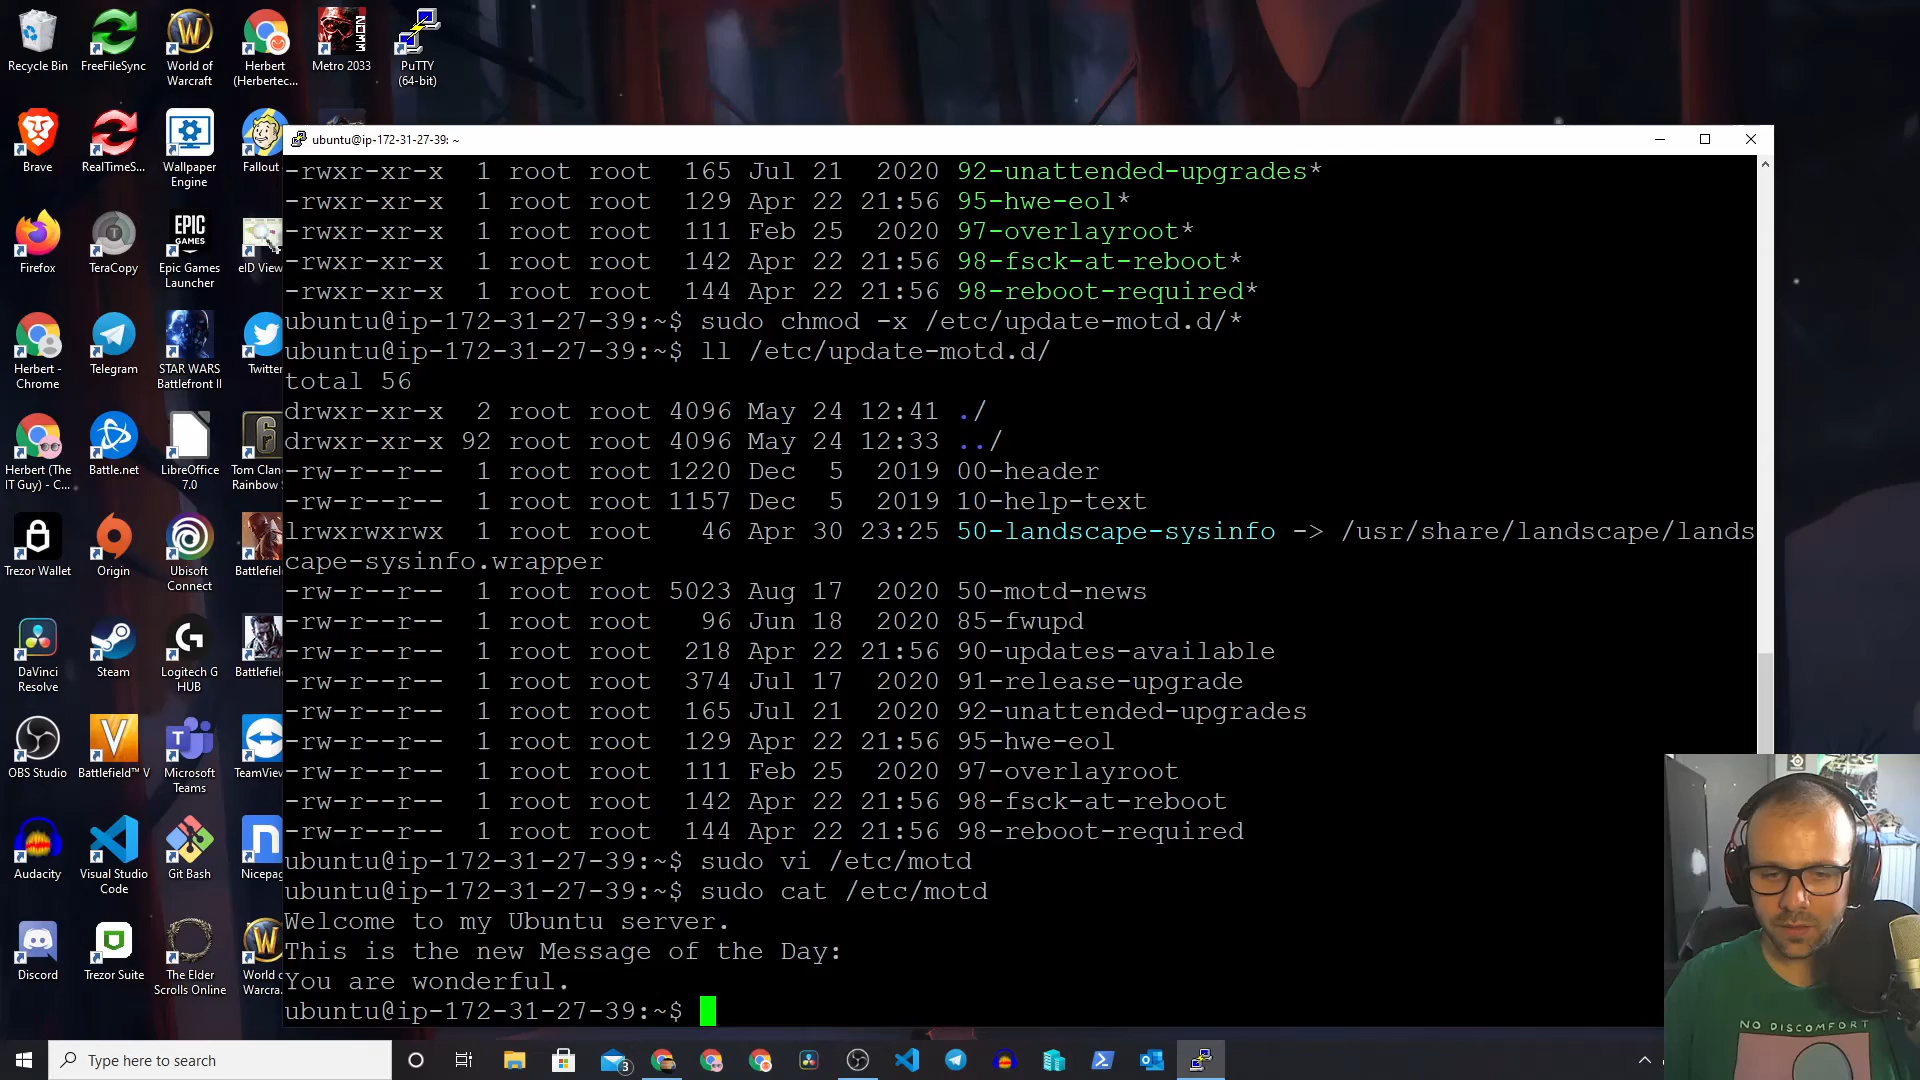 Recycle Bin
FreeFileSync
World of
Warcraft
Herbert
(Herbertec...
Metro 2033
PuTTY
(64-bit)
Brave
RealTimeS...
Wallpaper
Engine
Fallout
Firefox
TeraCopy
Epic Games
Launcher
eID View
Herbert -
Chrome
Telegram
STAR WARS
Battlefront II
Twitter
Herbert (The
IT Guy) - C...
Battle.net
LibreOffice
7.0
Tom Clan
Rainbow
Trezor Wallet
Origin
Ubisoft
Connect
Battlefiel
DaVinci
Resolve
Steam
Logitech G
HUB
Battlefiel
OBS Studio
Battlefield™ V
Microsoft
Teams
TeamView
Audacity
Visual Studio
Code
Git Bash
Nicepag
Discord
Trezor Suite
The Elder
Scrolls Online
World o
Warcra.
ubuntu@ip-172-31-27-39: ~
-rwxr-xr-x  1 root root  165 Jul 21  2020 92-unattended-upgrades*
-rwxr-xr-x  1 root root  129 Apr 22 21:56 95-hwe-eol*
-rwxr-xr-x  1 root root  111 Feb 25  2020 97-overlayroot*
-rwxr-xr-x  1 root root  142 Apr 22 21:56 98-fsck-at-reboot*
-rwxr-xr-x  1 root root  144 Apr 22 21:56 98-reboot-required*
ubuntu@ip-172-31-27-39:~$ sudo chmod -x /etc/update-motd.d/*
ubuntu@ip-172-31-27-39:~$ ll /etc/update-motd.d/
total 56
drwxr-xr-x  2 root root 4096 May 24 12:41 ./
drwxr-xr-x 92 root root 4096 May 24 12:33 ../
-rw-r--r--  1 root root 1220 Dec  5  2019 00-header
-rw-r--r--  1 root root 1157 Dec  5  2019 10-help-text
lrwxrwxrwx  1 root root   46 Apr 30 23:25 50-landscape-sysinfo -> /usr/share/landscape/lands
cape-sysinfo.wrapper
-rw-r--r--  1 root root 5023 Aug 17  2020 50-motd-news
-rw-r--r--  1 root root   96 Jun 18  2020 85-fwupd
-rw-r--r--  1 root root  218 Apr 22 21:56 90-updates-available
-rw-r--r--  1 root root  374 Jul 17  2020 91-release-upgrade
-rw-r--r--  1 root root  165 Jul 21  2020 92-unattended-upgrades
-rw-r--r--  1 root root  129 Apr 22 21:56 95-hwe-eol
-rw-r--r--  1 root root  111 Feb 25  2020 97-overlayroot
-rw-r--r--  1 root root  142 Apr 22 21:56 98-fsck-at-reboot
-rw-r--r--  1 root root  144 Apr 22 21:56 98-reboot-required
ubuntu@ip-172-31-27-39:~$ sudo vi /etc/motd
ubuntu@ip-172-31-27-39:~$ sudo cat /etc/motd
Welcome to my Ubuntu server.
This is the new Message of the Day:
You are wonderful.
ubuntu@ip-172-31-27-39:~$
NO DISCOMFORT
Type here to search
3